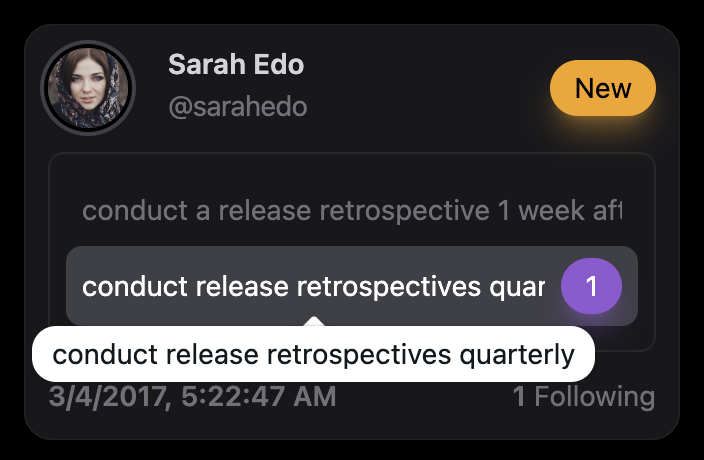 Sarah Edo
@sarahedo
New
conduct a release retrospective 1 week aft
conduct release retrospectives quar
1
conduct release retrospectives quarterly
3/4/2017, 5:22:47 AM
1 Following